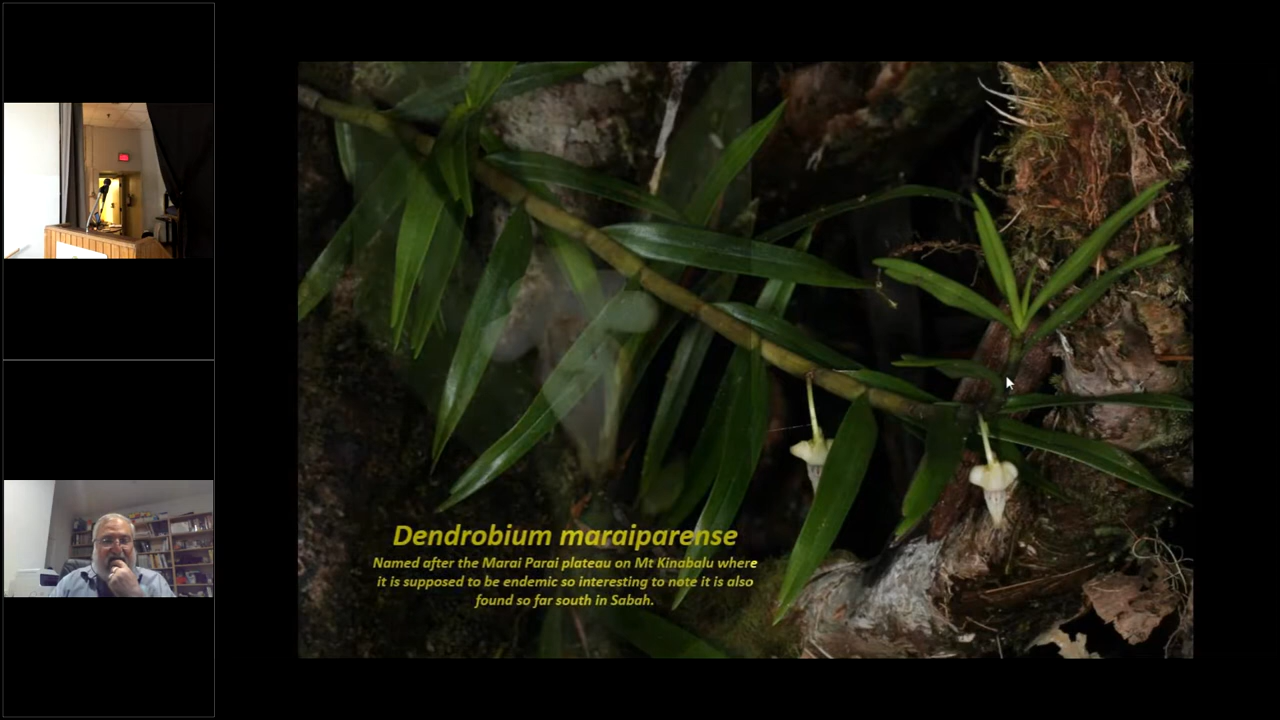 Dendrobium maraiparense
Named after the Marai Parai plateau on Mt Kinabalu where
it is supposed to be endemic so interesting to note it is also
found so far south in Sabah.